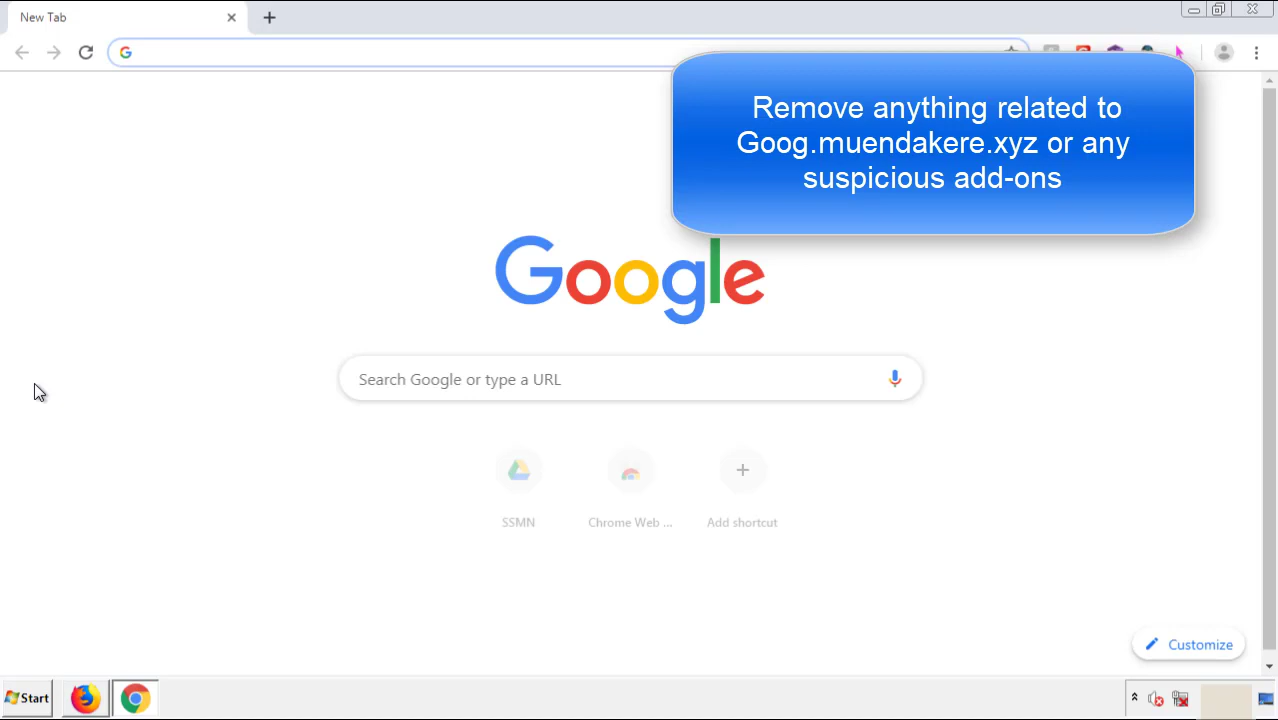 New Tab
Remove anything related to
Goog.muendakere.xyz or any
suspicious add-ons
Google
Search Google or type a URL
SSMN
Chrome Web ...
Add shortcut
Customize
Start